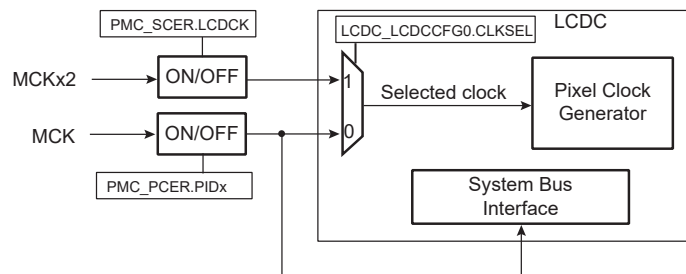 PMC_SCER.LCDCK
LCDC_LCDCCFG0.CLKSEL
LCDC
MCKx2
ON/OFF
1
Selected clock
Pixel Clock
Generator
MCK
ON/OFF
0
PMC_PCER.PIDx
System Bus
Interface